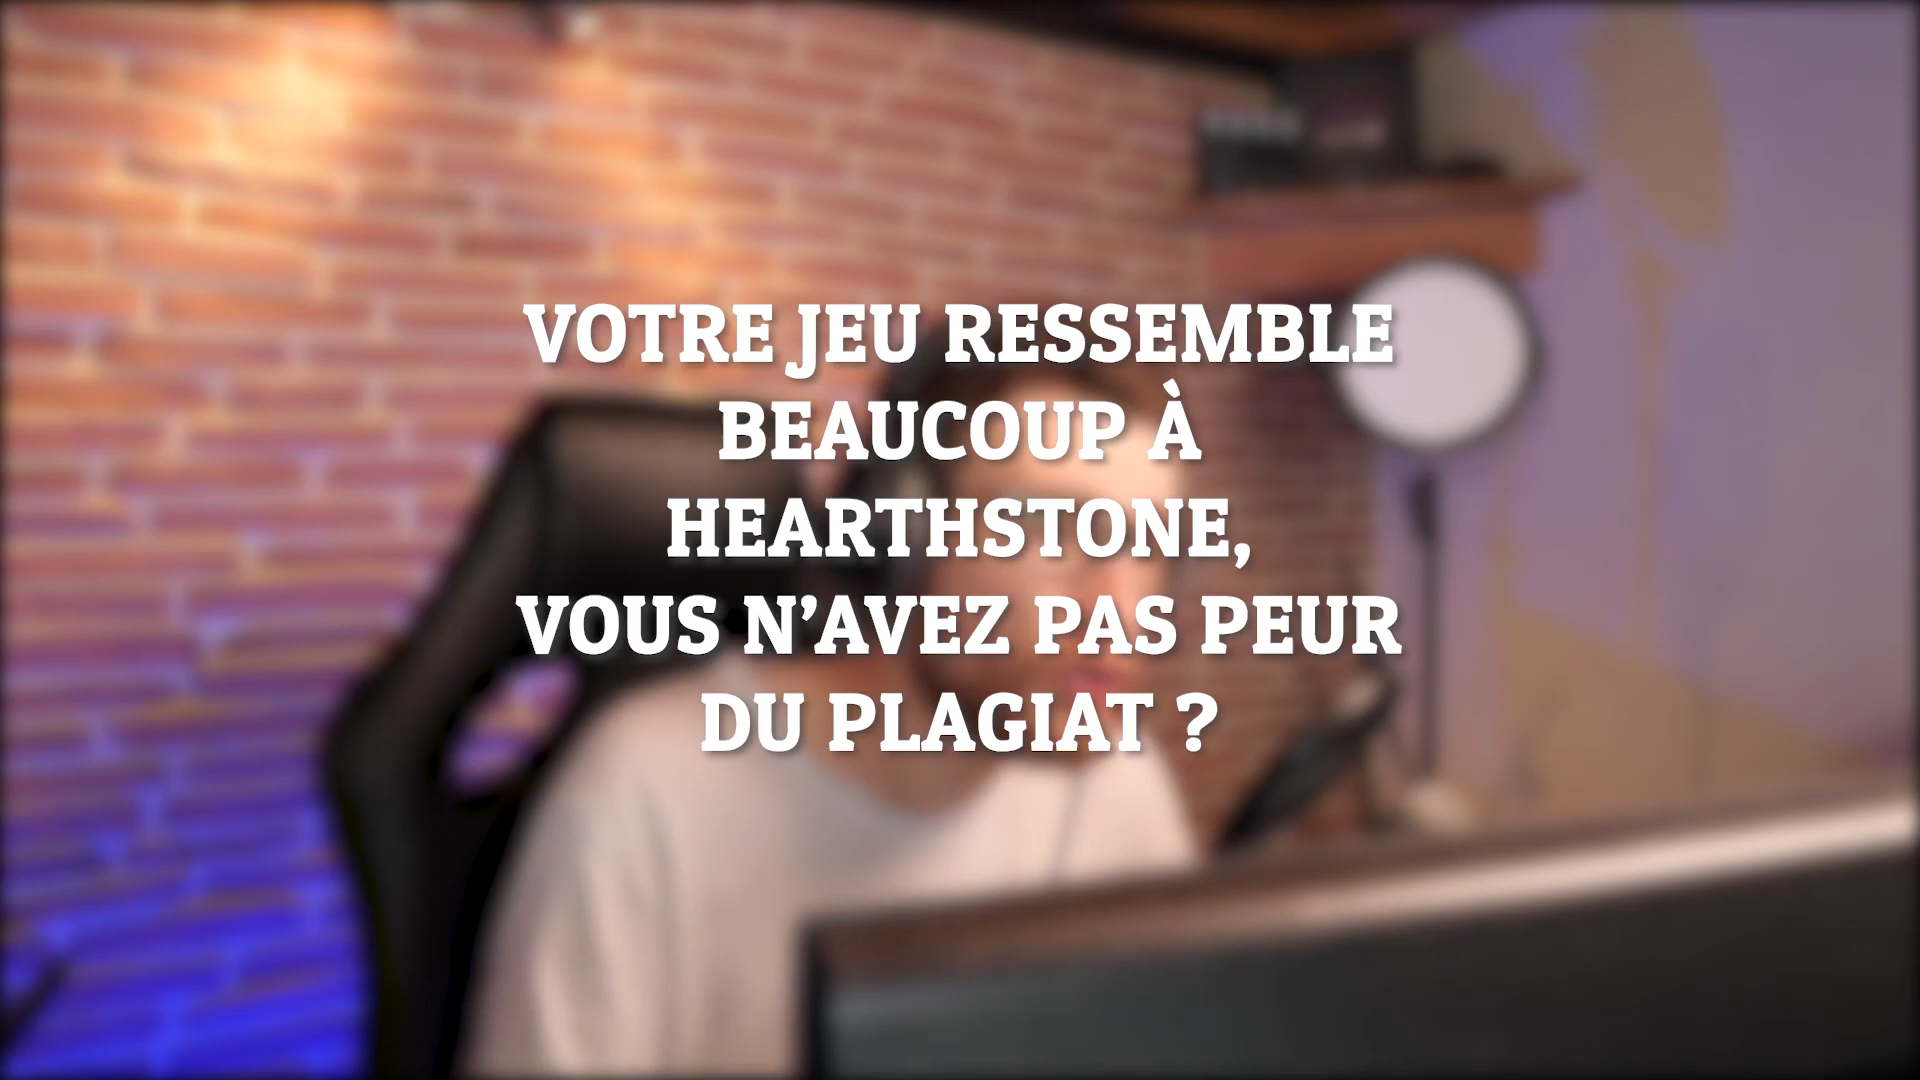 VOTRE JEU RESSEMBLE
BEAUCOUP À
HEARTHSTONE,
VOUS N’AVEZ PAS PEUR
DU PLAGIAT ?